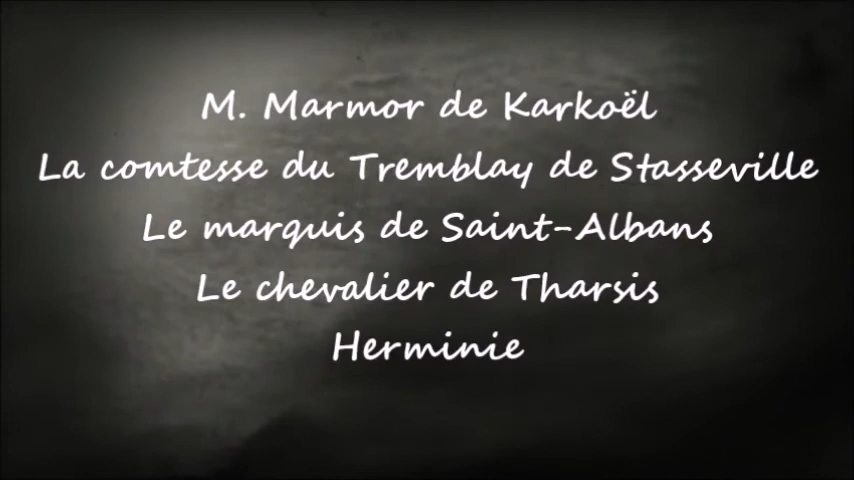 M. Marmor de Karkoël
La comtesse du Tremblay de Stasseville
Le marquis de Saint-Albans
Le chevalier de Tharsis
Herminie